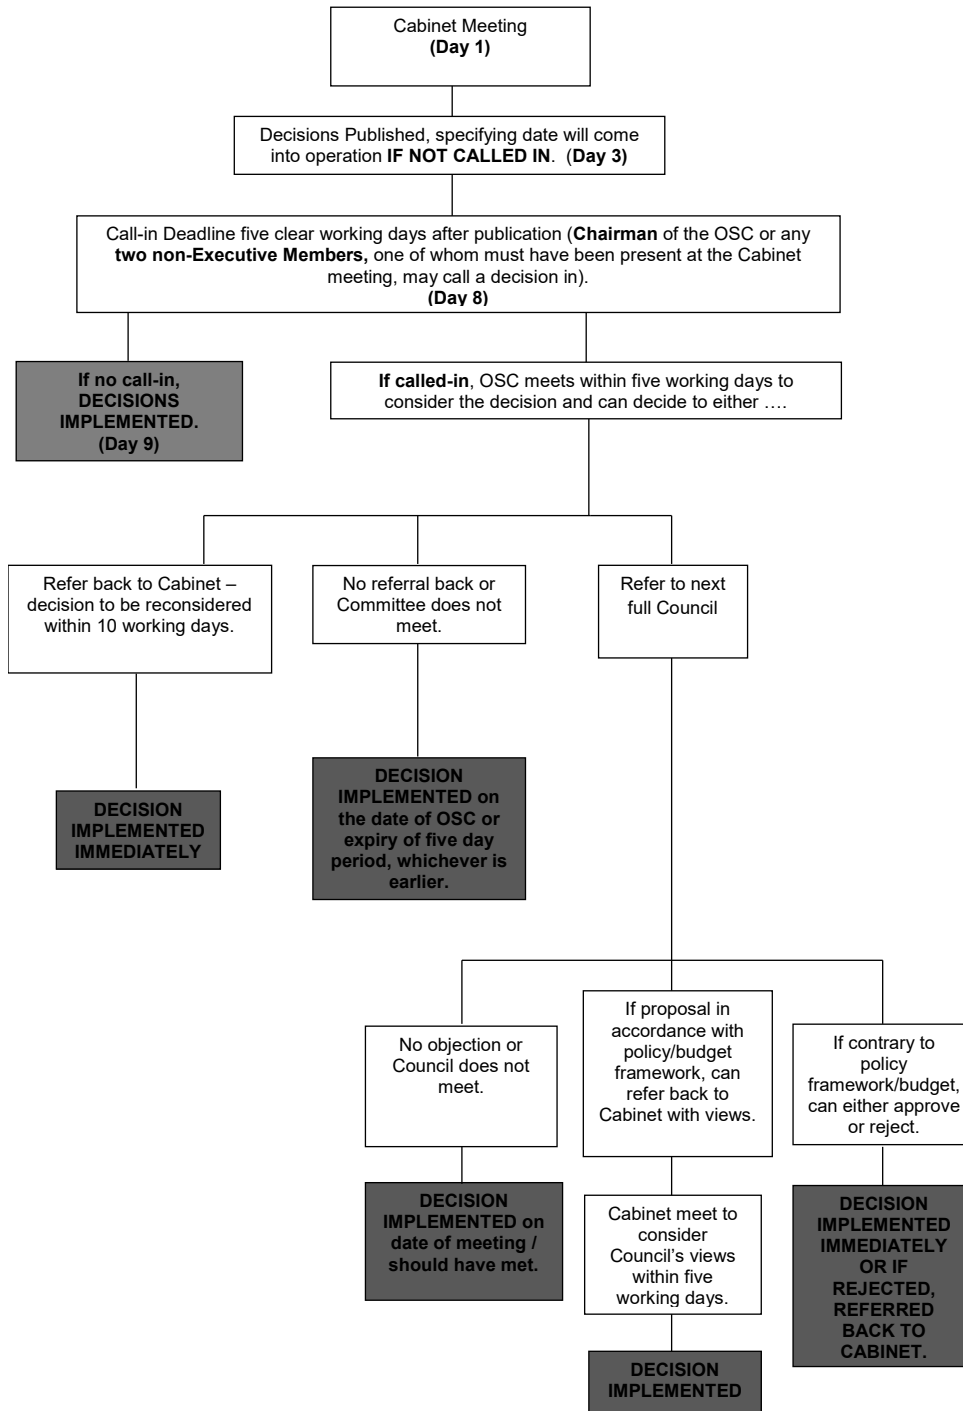 Cabinet Meeting
(Day 1)
Decisions Published, specifying date will come
into operation IF NOT CALLED IN. (Day 3)
Call-in Deadline five clear working days after publication (Chairman of the OSC or any
two non-Executive Members, one of whom must have been present at the Cabinet
meeting, may call a decision in).
(Day 8)
If no call-in,
DECISIONS
IMPLEMENTED.
(Day 9)
If called-in, OSC meets within five working days to
consider the decision and can decide to either ….
Refer back to Cabinet –
decision to be reconsidered
within 10 working days.
No referral back or
Committee does not
meet.
Refer to next
full Council
DECISION
IMPLEMENTED
IMMEDIATELY
DECISION
IMPLEMENTED on
the date of OSC or
expiry of five day
period, whichever is
earlier.
No objection or
Council does not
meet.
If proposal in
accordance with
policy/budget
framework, can
refer back to
Cabinet with views.
If contrary to
policy
framework/budget,
can either approve
or reject.
DECISION
IMPLEMENTED on
date of meeting /
should have met.
Cabinet meet to
consider
Council's views
within five
working days.
DECISION
IMPLEMENTED
IMMEDIATELY
OR IF
REJECTED,
REFERRED
BACK TO
CABINET.
DECISION
IMPLEMENTED